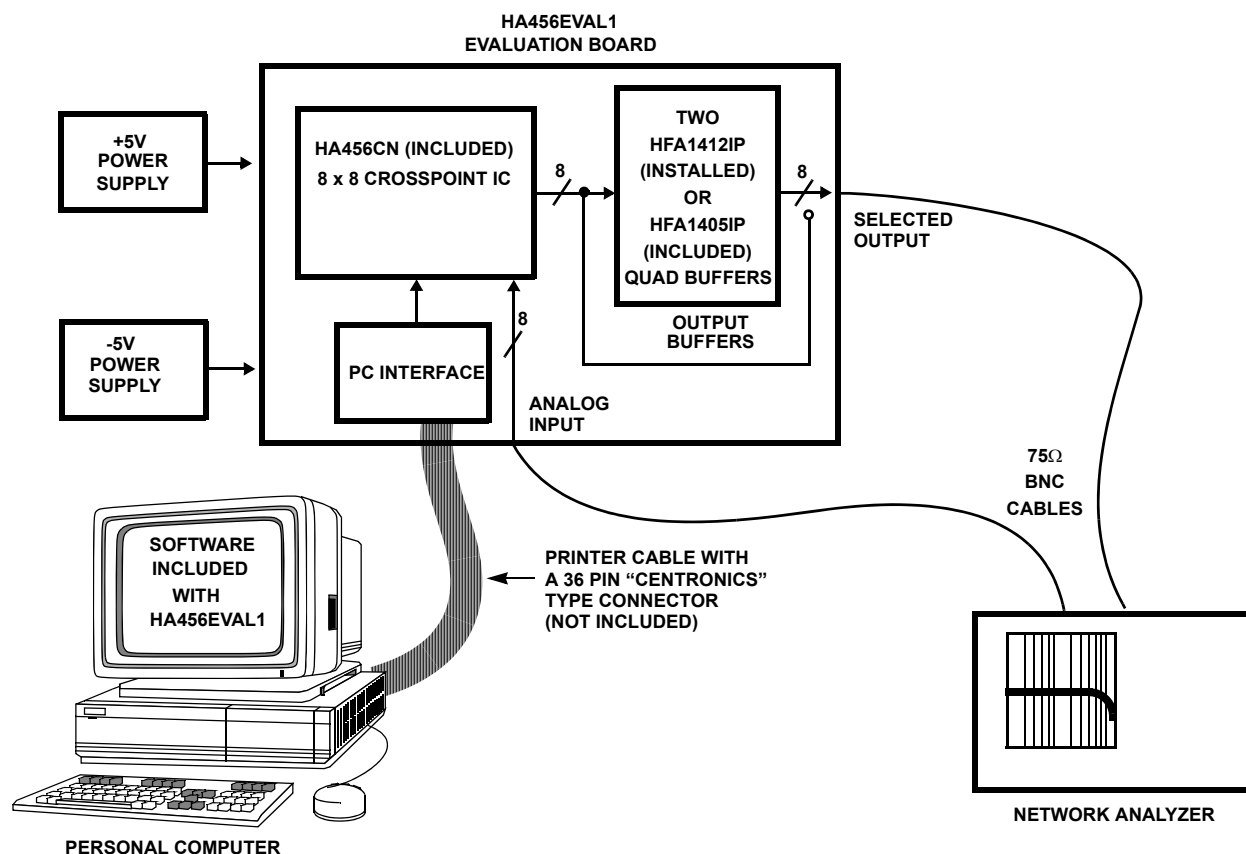 HA456EVAL1
EVALUATION BOARD
+5V
POWER
SUPPLY
HA456CN (INCLUDED)
8 x 8 CROSSPOINT IC
8
TWO
HFA1412IP
(INSTALLED)
OR
HFA1405IP
(INCLUDED)
QUAD BUFFERS
8
SELECTED
OUTPUT
-5V
POWER
SUPPLY
PC INTERFACE
8
OUTPUT
BUFFERS
ANALOG
INPUT
75Ω
BNC
CABLES
SOFTWARE
INCLUDED
WITH
HA456EVAL1
PRINTER CABLE WITH
A 36 PIN “CENTRONICS”
TYPE CONNECTOR
(NOT INCLUDED)
NETWORK ANALYZER
PERSONAL COMPUTER